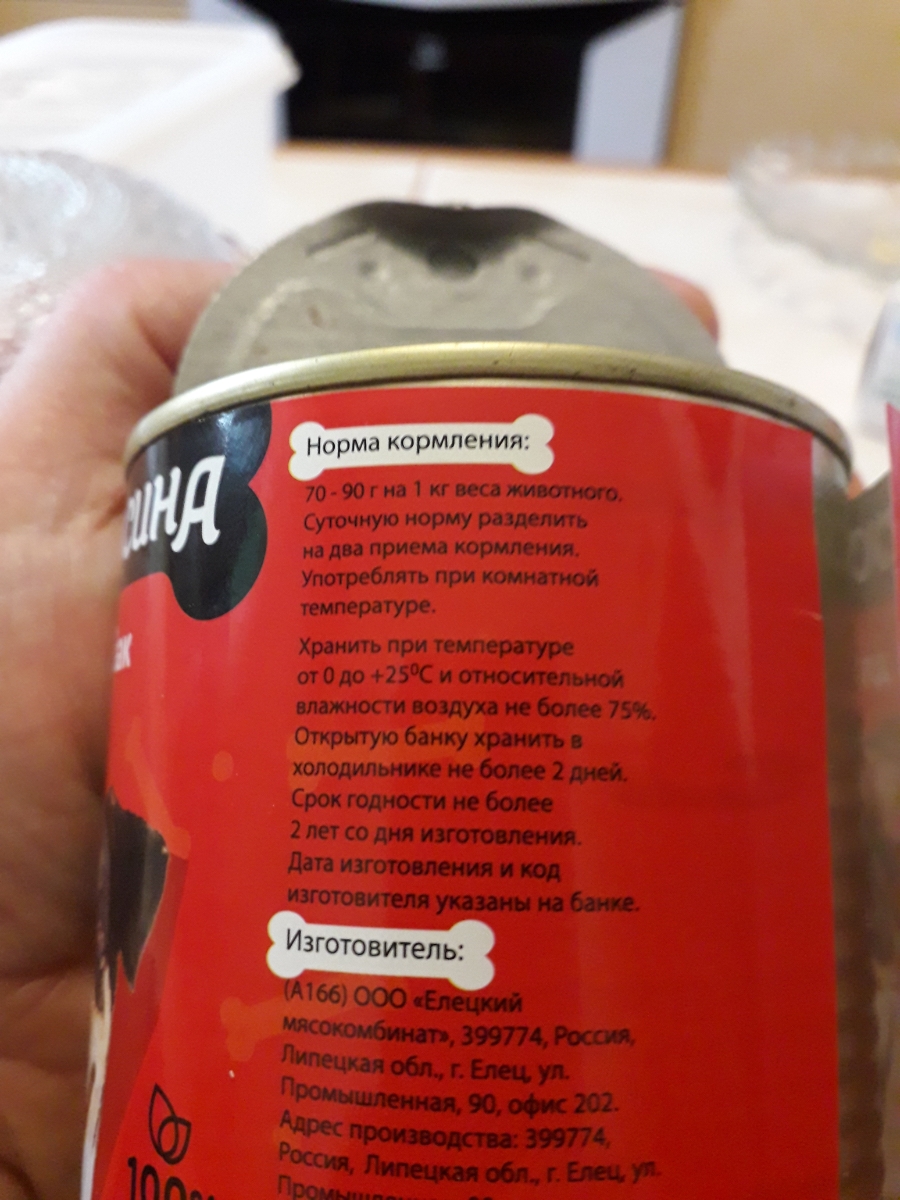 Норма кормления:
70 - 90 г на 1 кг веса животного.
Суточную норму разделить
на два приема кормления.
Употреблять при комнатной
температуре.
Хранить при температуре
от 0 до +25⁰С и относительной
влажности воздуха не более 75%.
Открытую банку хранить в
холодильнике не более 2 дней.
Срок годности не более
2 лет со дня изготовления.
Дата изготовления и код
изготовителя указаны на банке.
Изготовитель:
(А166) ООО «Елецкий
мясокомбинат», 399774, Россия,
Липецкая обл., г. Елец, ул.
Промышленная, 90, офис 202.
Адрес производства: 399774,
Россия, Липецкая обл., г. Елец, ул.
100%